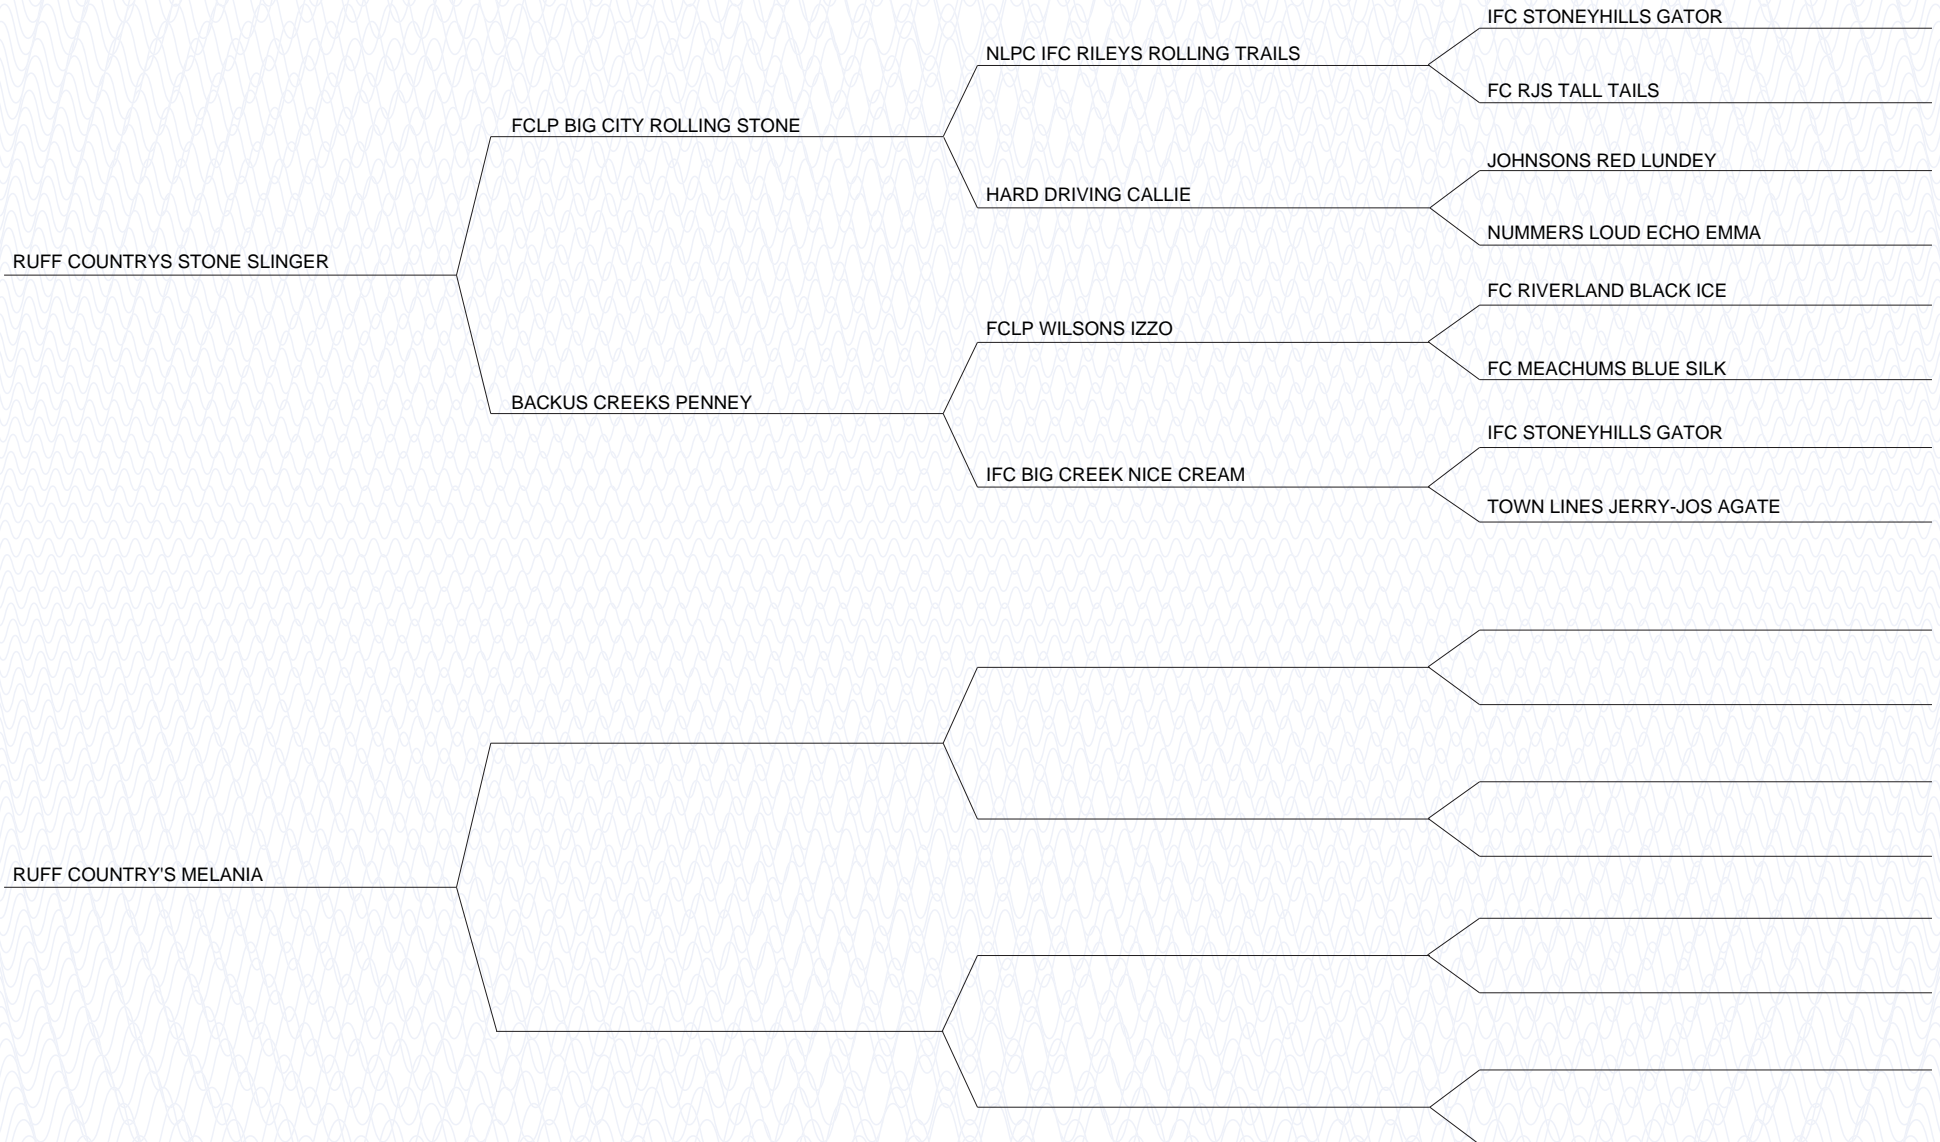 IFC STONEYHILLS GATOR
NLPC IFC RILEYS ROLLING TRAILS
FC RJS TALL TAILS
FCLP BIG CITY ROLLING STONE
JOHNSONS RED LUNDEY
HARD DRIVING CALLIE
NUMMERS LOUD ECHO EMMA
RUFF COUNTRYS STONE SLINGER
FC RIVERLAND BLACK ICE
FCLP WILSONS IZZO
FC MEACHUMS BLUE SILK
BACKUS CREEKS PENNEY
IFC STONEYHILLS GATOR
IFC BIG CREEK NICE CREAM
TOWN LINES JERRY-JOS AGATE
RUFF COUNTRY'S MELANIA